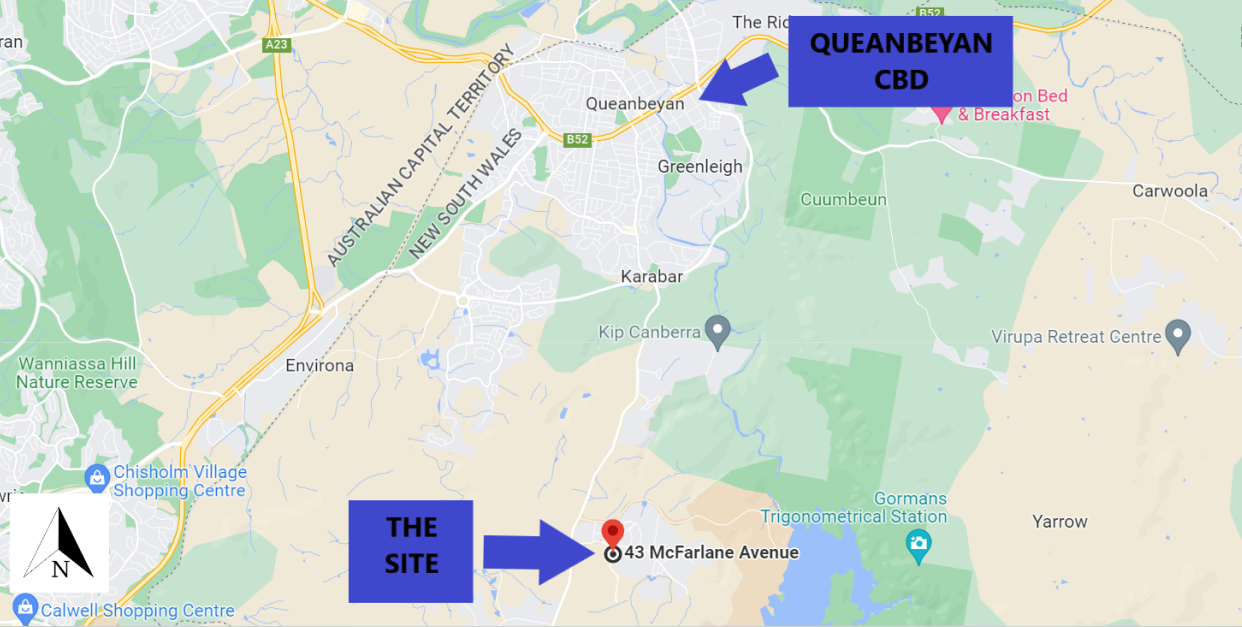 The Ric
B52
QUEANBEYAN
CBD
ran
A23
on Bed
& Breakfast
Queanbeyan
B52
AUSTRALIAN CAPITAL TERRITORY
NEW SOUTH WALES
Greenleigh
Carwoola
Cuumbeun
Karabar
Kip Canberra
Virupa Retreat Centre
Wanniassa Hill
Nature Reserve
Environa
Chisholm Village
Shopping Centre
Gormans
Trigonometrical Station
Yarrow
THE
SITE
43 McFarlane Avenue
N
Calwell Shopping Centre